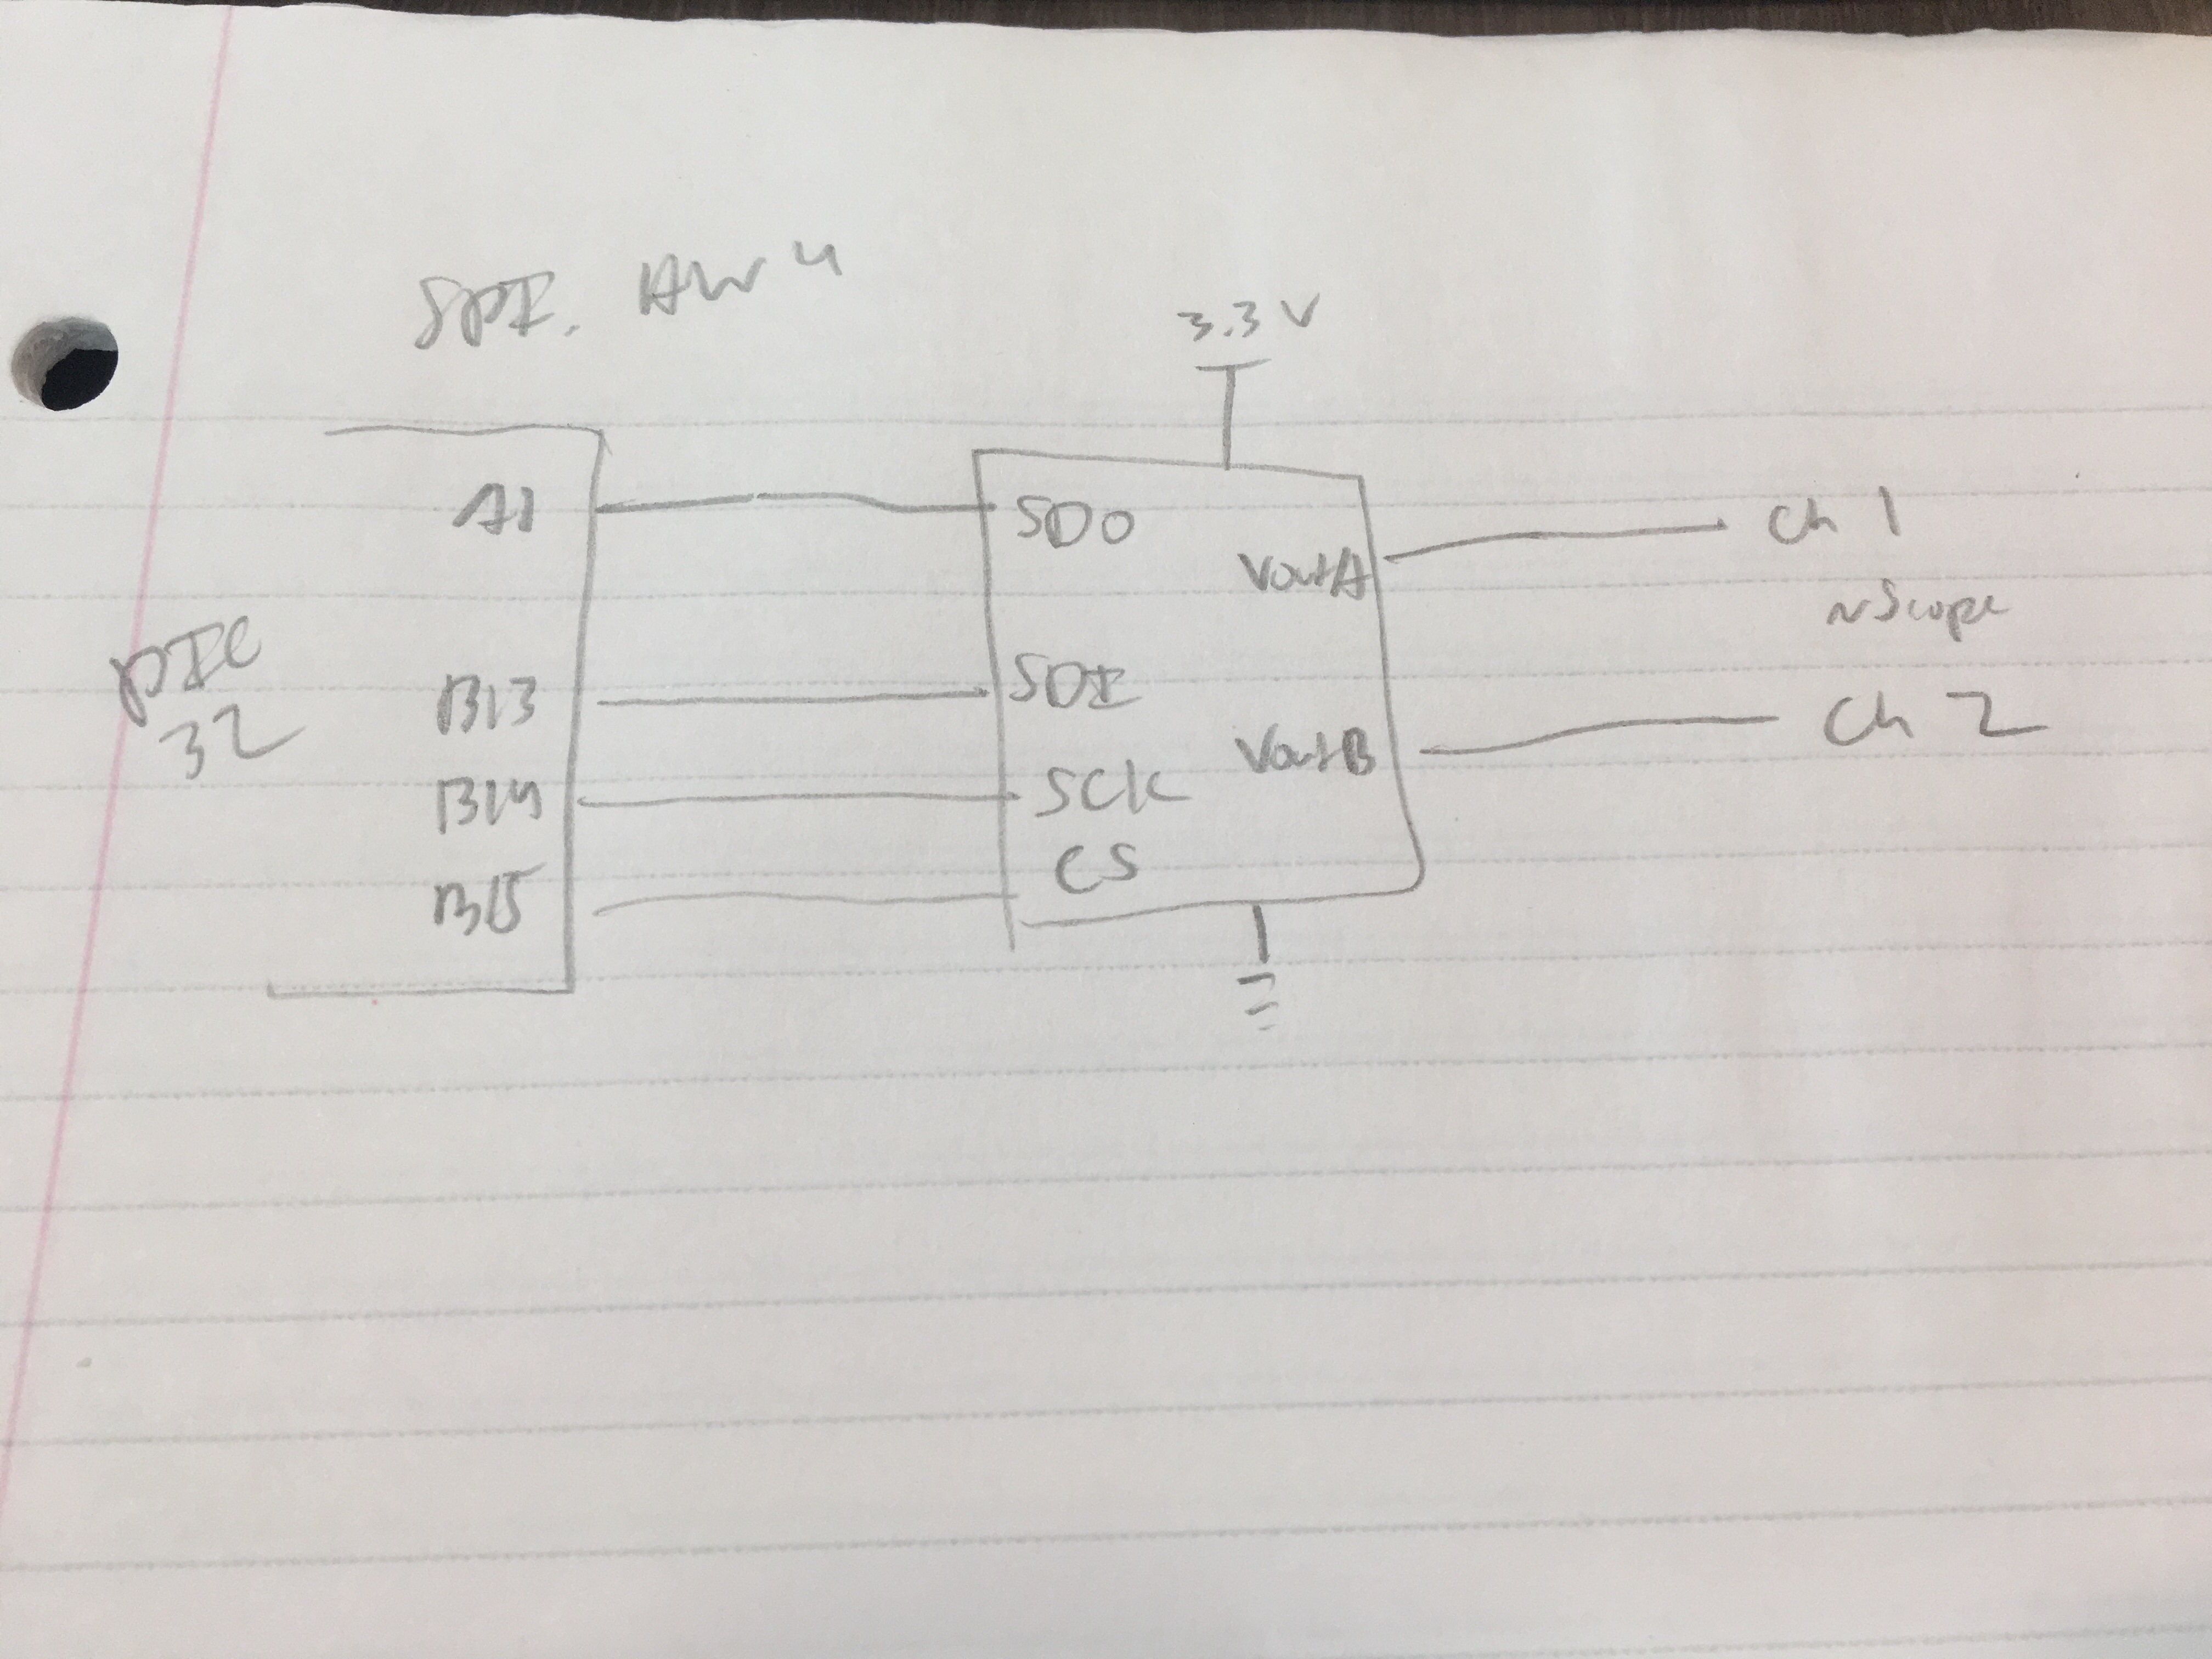 SPI. HW 4
3.3 V
A1
SDO
Ch 1
VoutA
nScope
PIC
32
B13
SDI
Ch 2
VoutB
B14
SCK
CS
B15